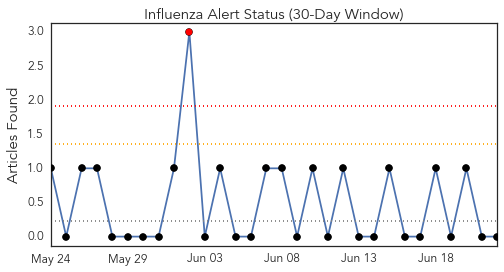 Influenza Alert Status (30-Day Window)
Articles Found
3.0
2.5
2.0
1.5
1.0
0.5
0.0
May 24
May 29
Jun 03
Jun 08
Jun 13
Jun 18